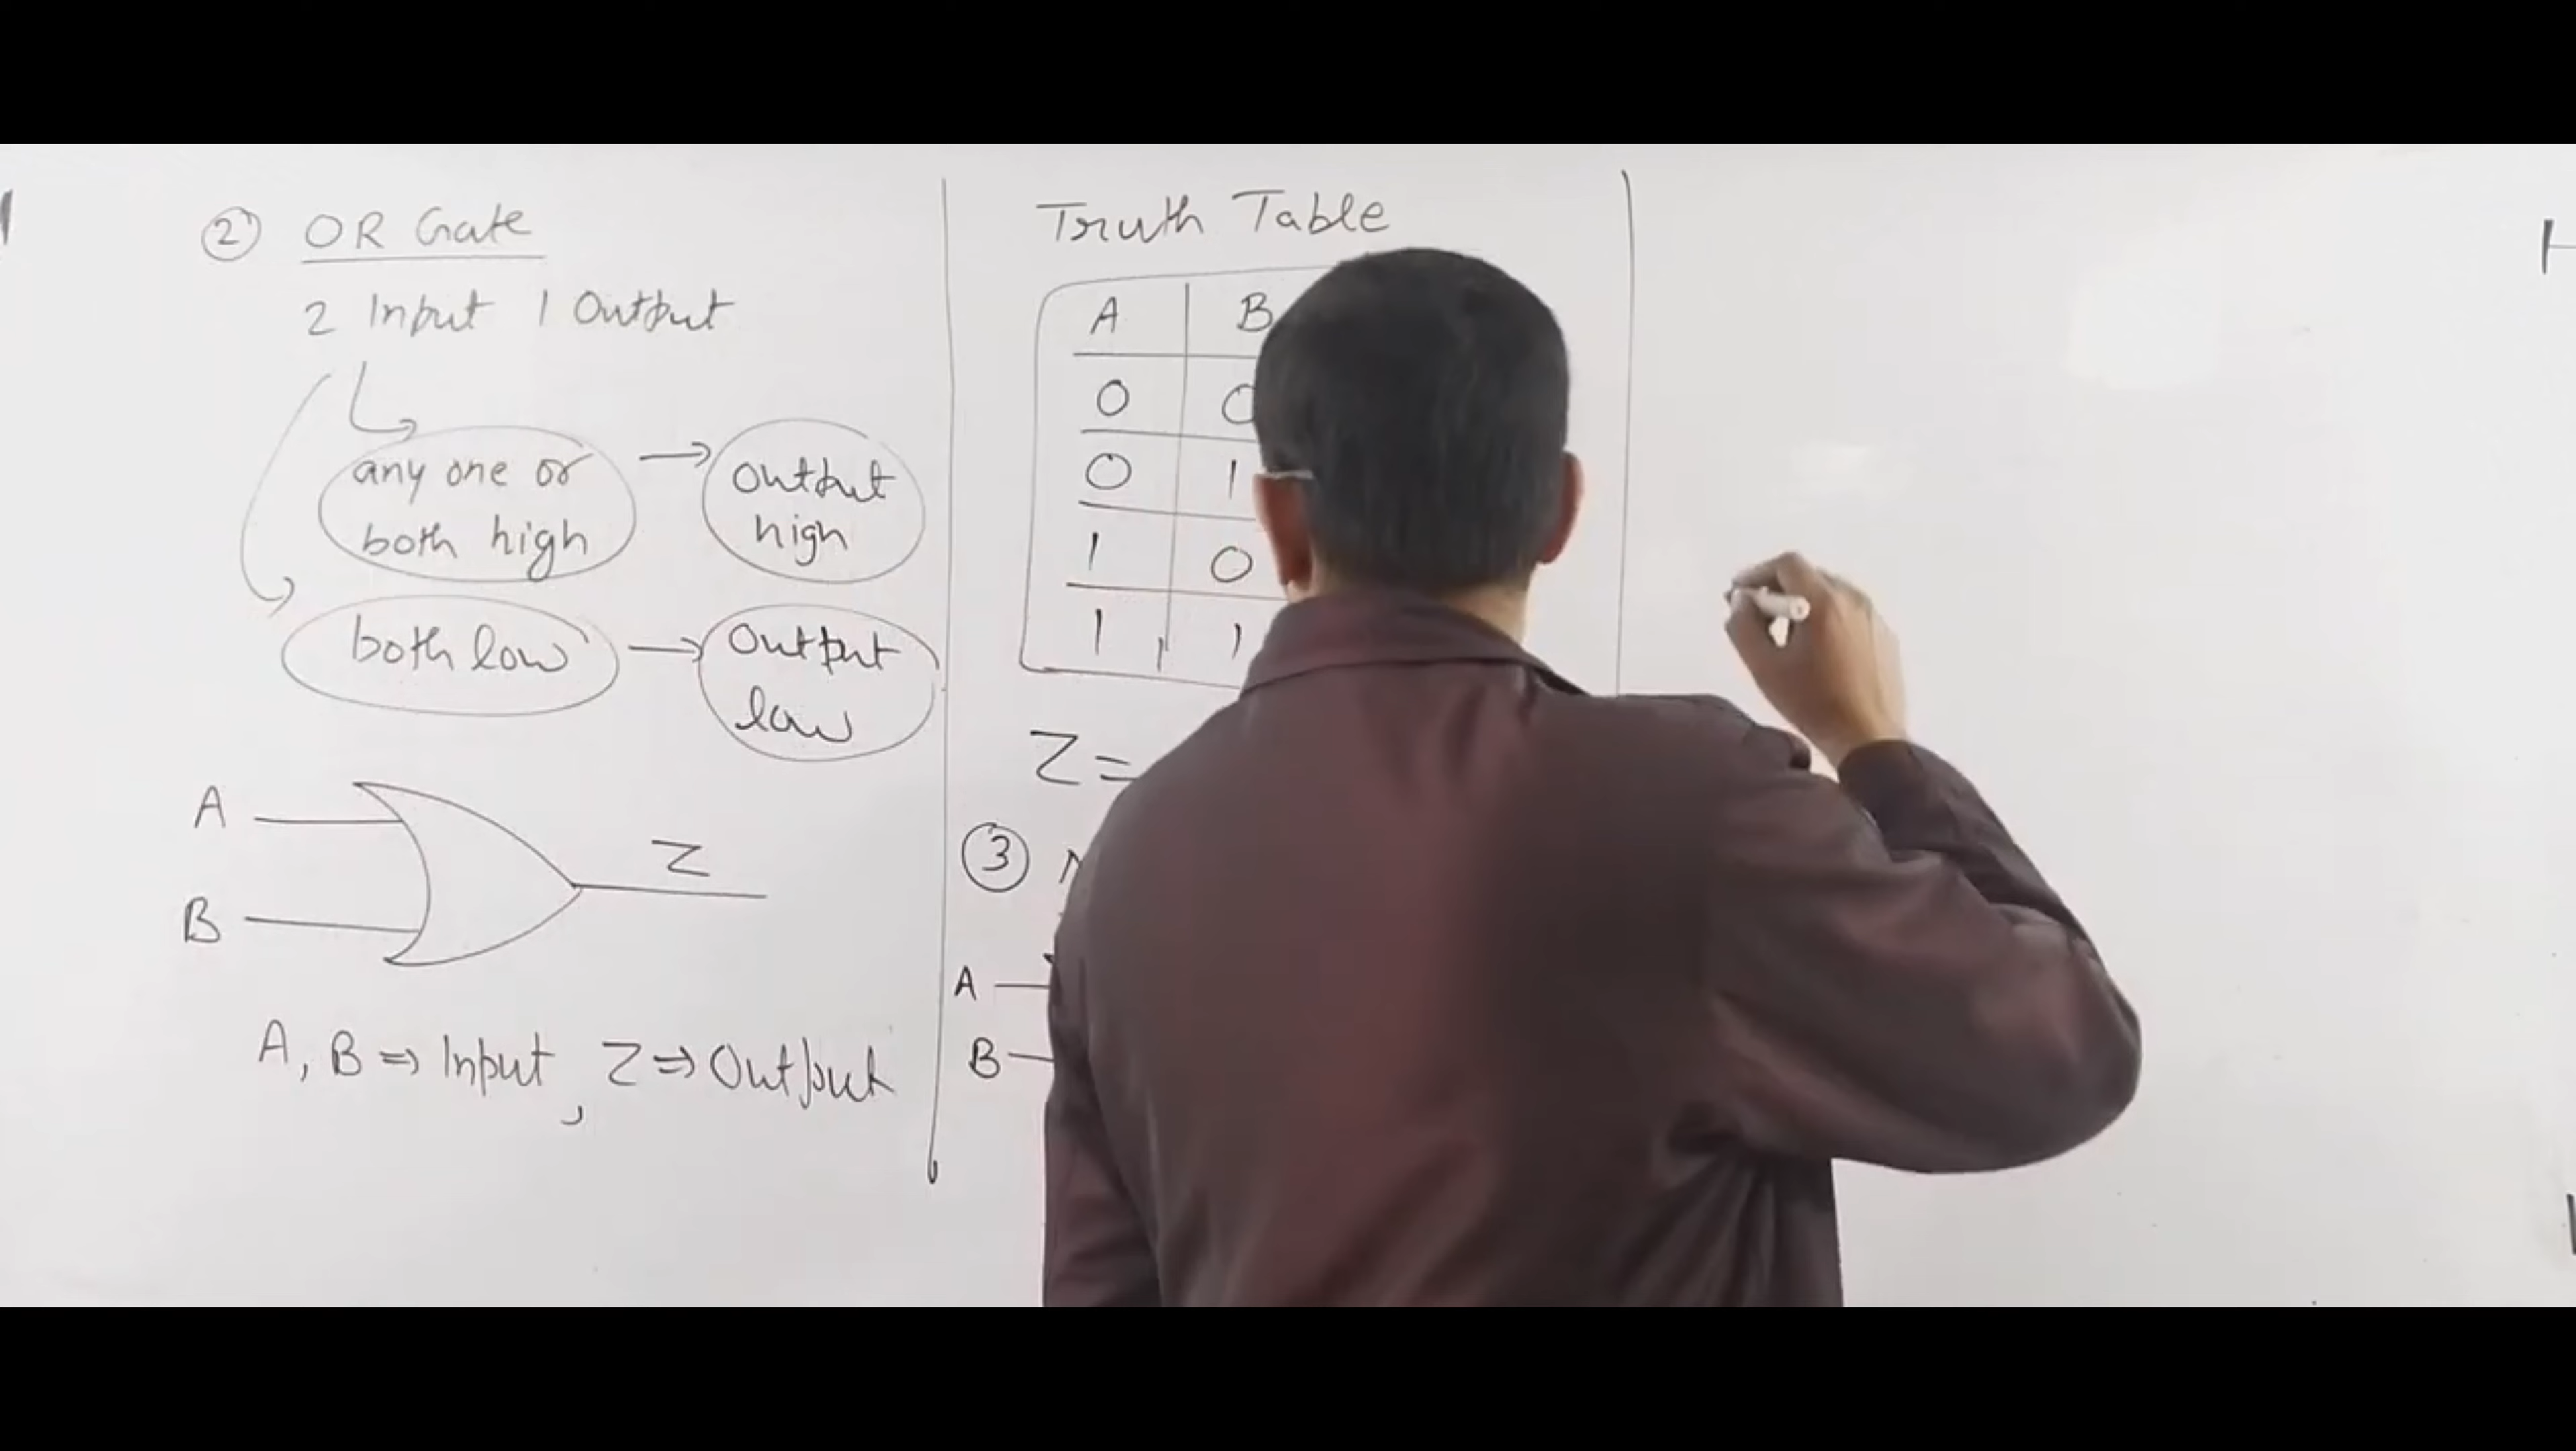 ② OR Gate
2 Input 1 Output
any one or
both high
→
output
high
both low
→
output
low
A
B
Z
A, B ⇒ Input, Z ⇒ Output
Truth Table
A B
0 0
0 1
1 0
1 1
Z =
③
A
B